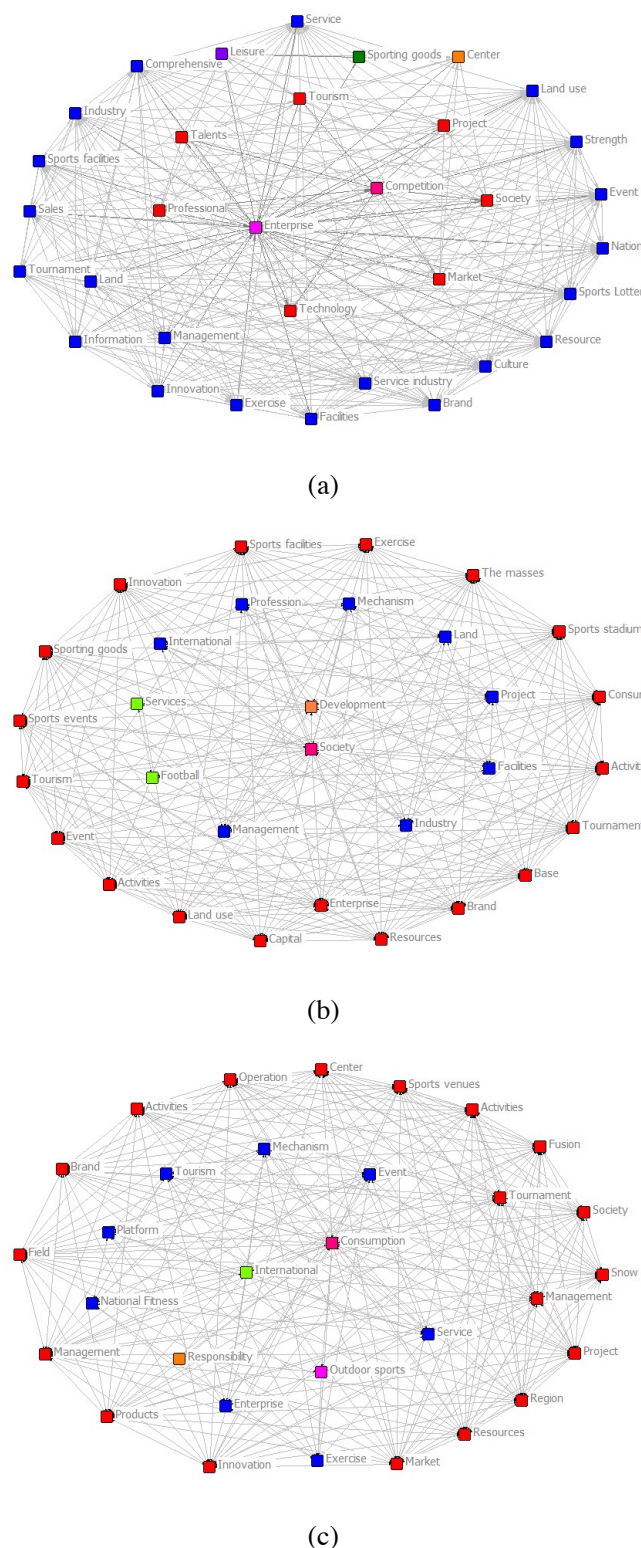 Service
Leisure
Sporting goods
Center
Comprehensive
Land use
Tourism
Industry
Project
Talents
Strength
Sports facilities
Competition
Event
Society
Sales
Professional
Enterprise
Nation
Tournament
Market
Land
Sports Lotter
Technology
Information
Management
Resource
Culture
Service industry
Innovation
Exercise
Brand
Facilities
(a)
Sports facilities
Exercise
The masses
Innovation
Profession
Mechanism
Sports stadium
Land
International
Sporting goods
Project
Consum
Services
Development
Sports events
Society
Facilities
Activiti
Football
Tourism
Industry
Tournament
Management
Event
Base
Activities
Enterprise
Brand
Land use
Capital
Resources
(b)
Center
Operation
Sports venues
Activities
Activities
Mechanism
Fusion
Brand
Tourism
Event
Tournament
Society
Platform
Consumption
Field
International
Snow
National Fitness
Management
Service
Management
Responsibility
Project
Outdoor sports
Region
Enterprise
Products
Resources
Innovation
Exercise
Market
(c)